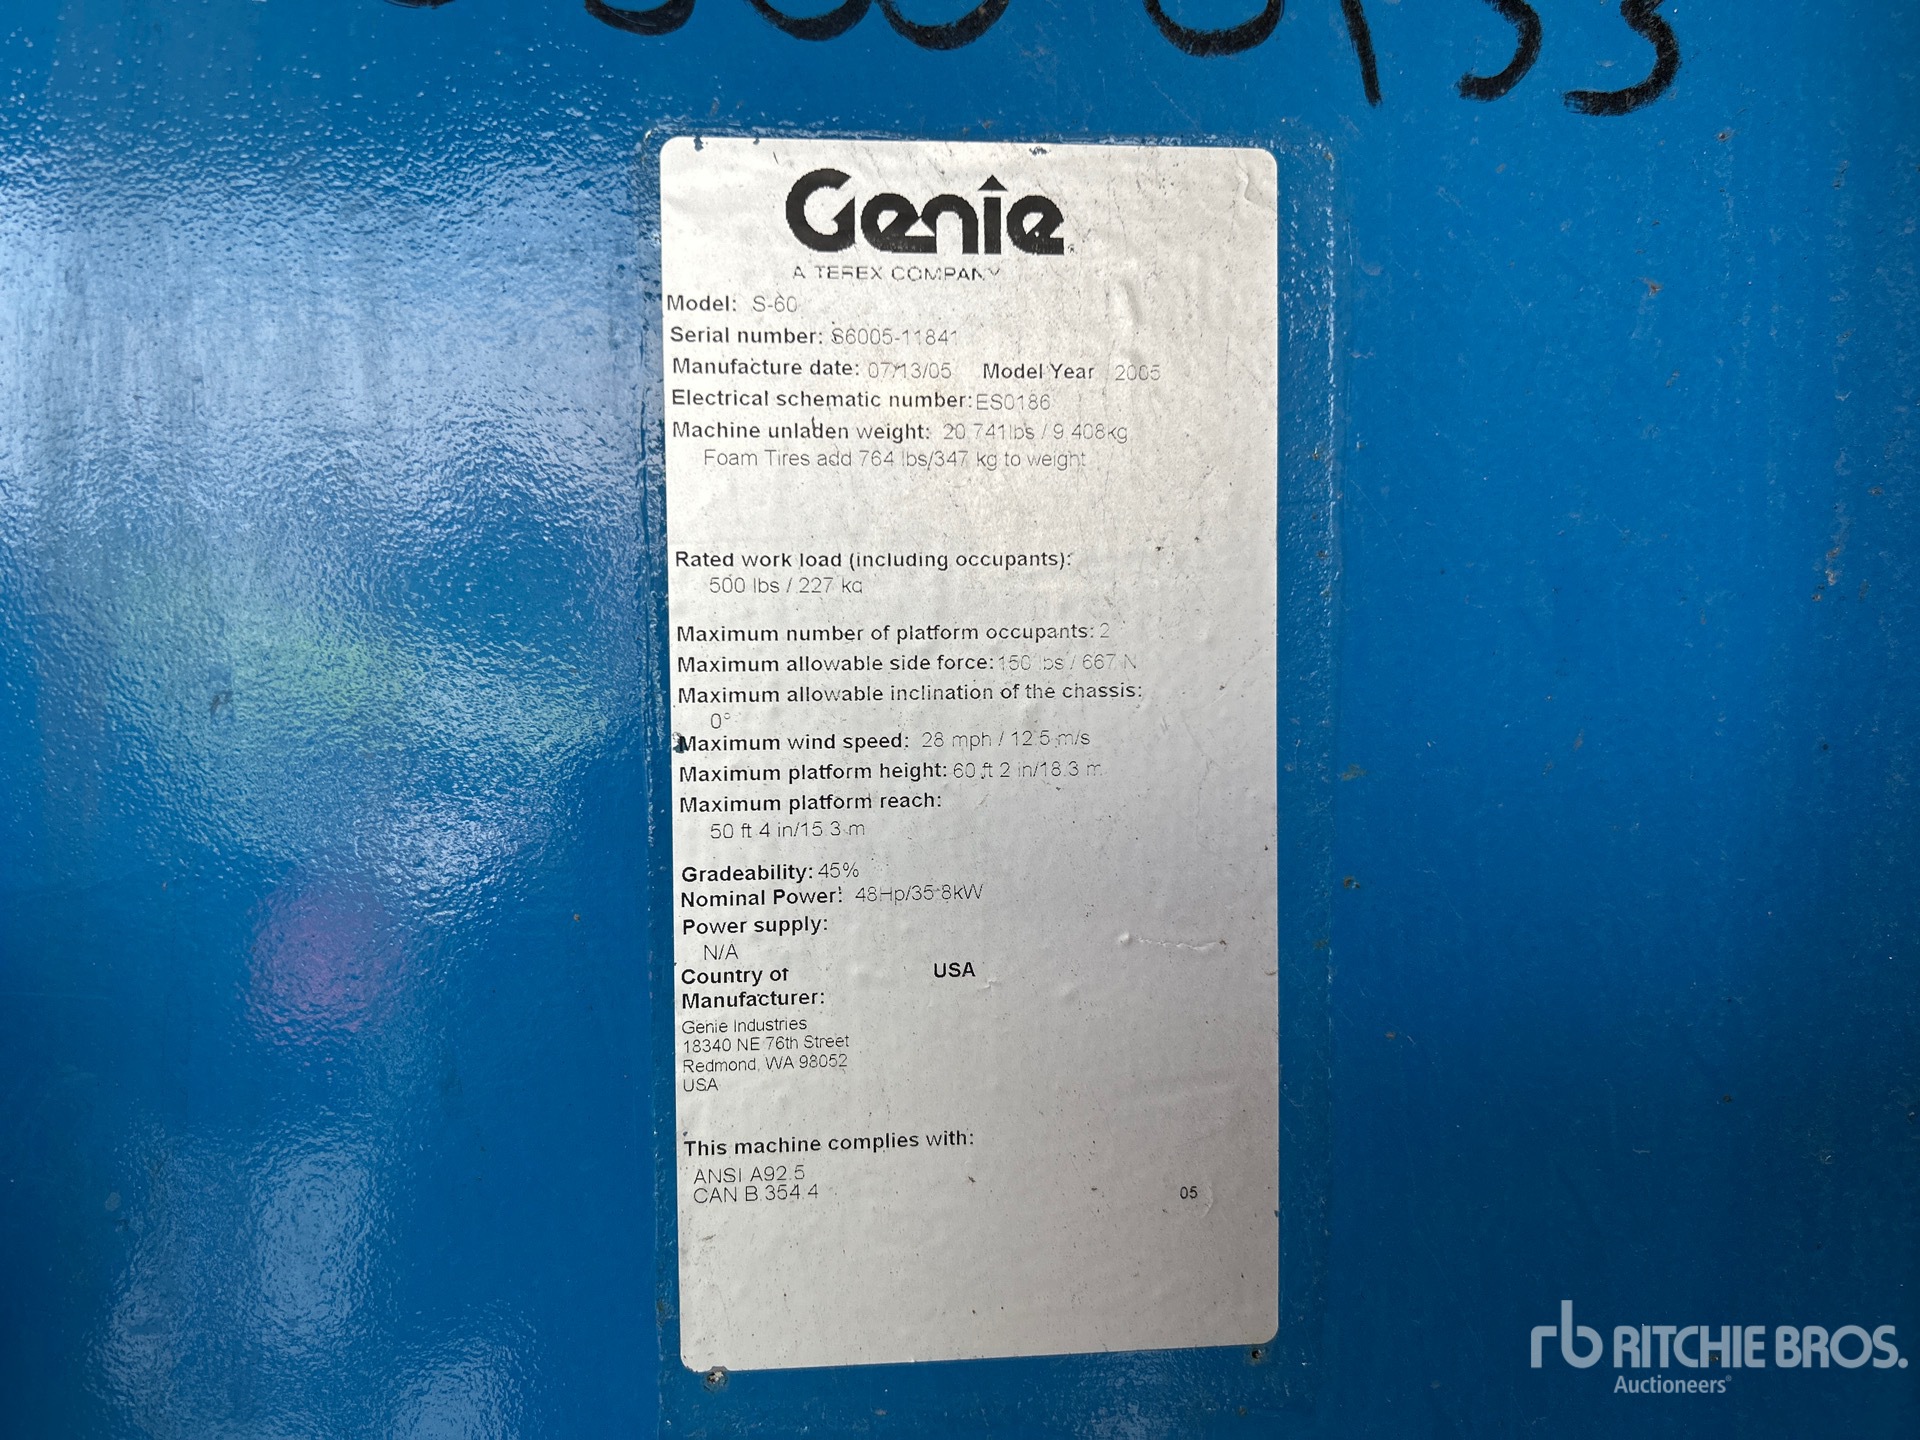 Genie
A TEREX COMPANY
Model: S-60
Serial number: S6005-11841
Manufacture date: 07/13/05 Model Year 2005
Electrical schematic number: ES0186
Machine unladen weight: 20 741lbs / 9 408kg
Foam Tires add 764 lbs/347 kg to weight
Rated work load (including occupants):
500 lbs / 227 kg
Maximum number of platform occupants: 2
Maximum allowable side force: 150 lbs / 667 N
Maximum allowable inclination of the chassis:
0°
Maximum wind speed: 28 mph / 12.5 m/s
Maximum platform height: 60 ft 2 in/18.3 m
Maximum platform reach:
50 ft 4 in/15.3 m
Gradeability: 45%
Nominal Power: 48Hp/35.8kW
Power supply:
N/A
Country of USA
Manufacturer:
Genie Industries
18340 NE 76th Street
Redmond, WA 98052
USA
This machine complies with:
ANSI A92.5
CAN B.354.4
05
rb RITCHIE BROS.
Auctioneers